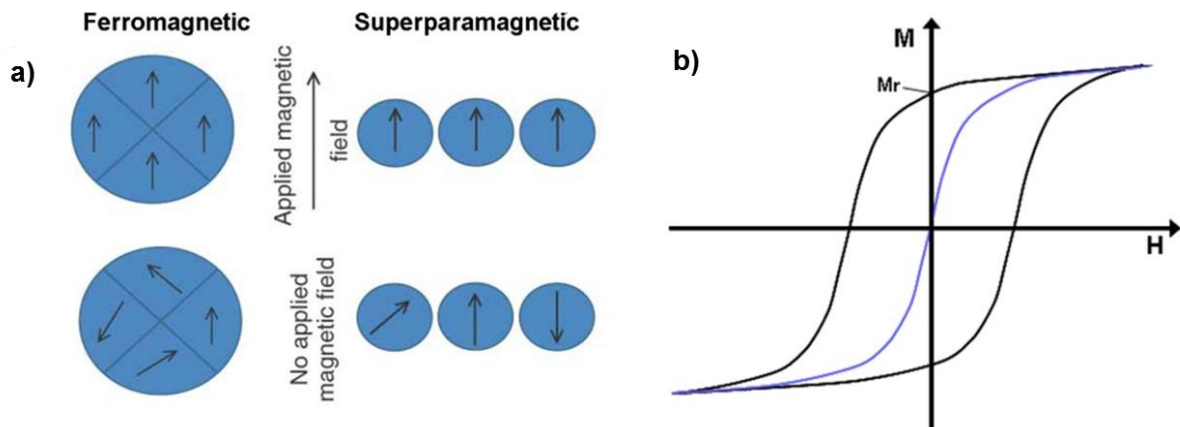 Ferromagnetic
Superparamagnetic
a)
Applied magnetic
field
No applied
magnetic field
b)
M
Mr
H